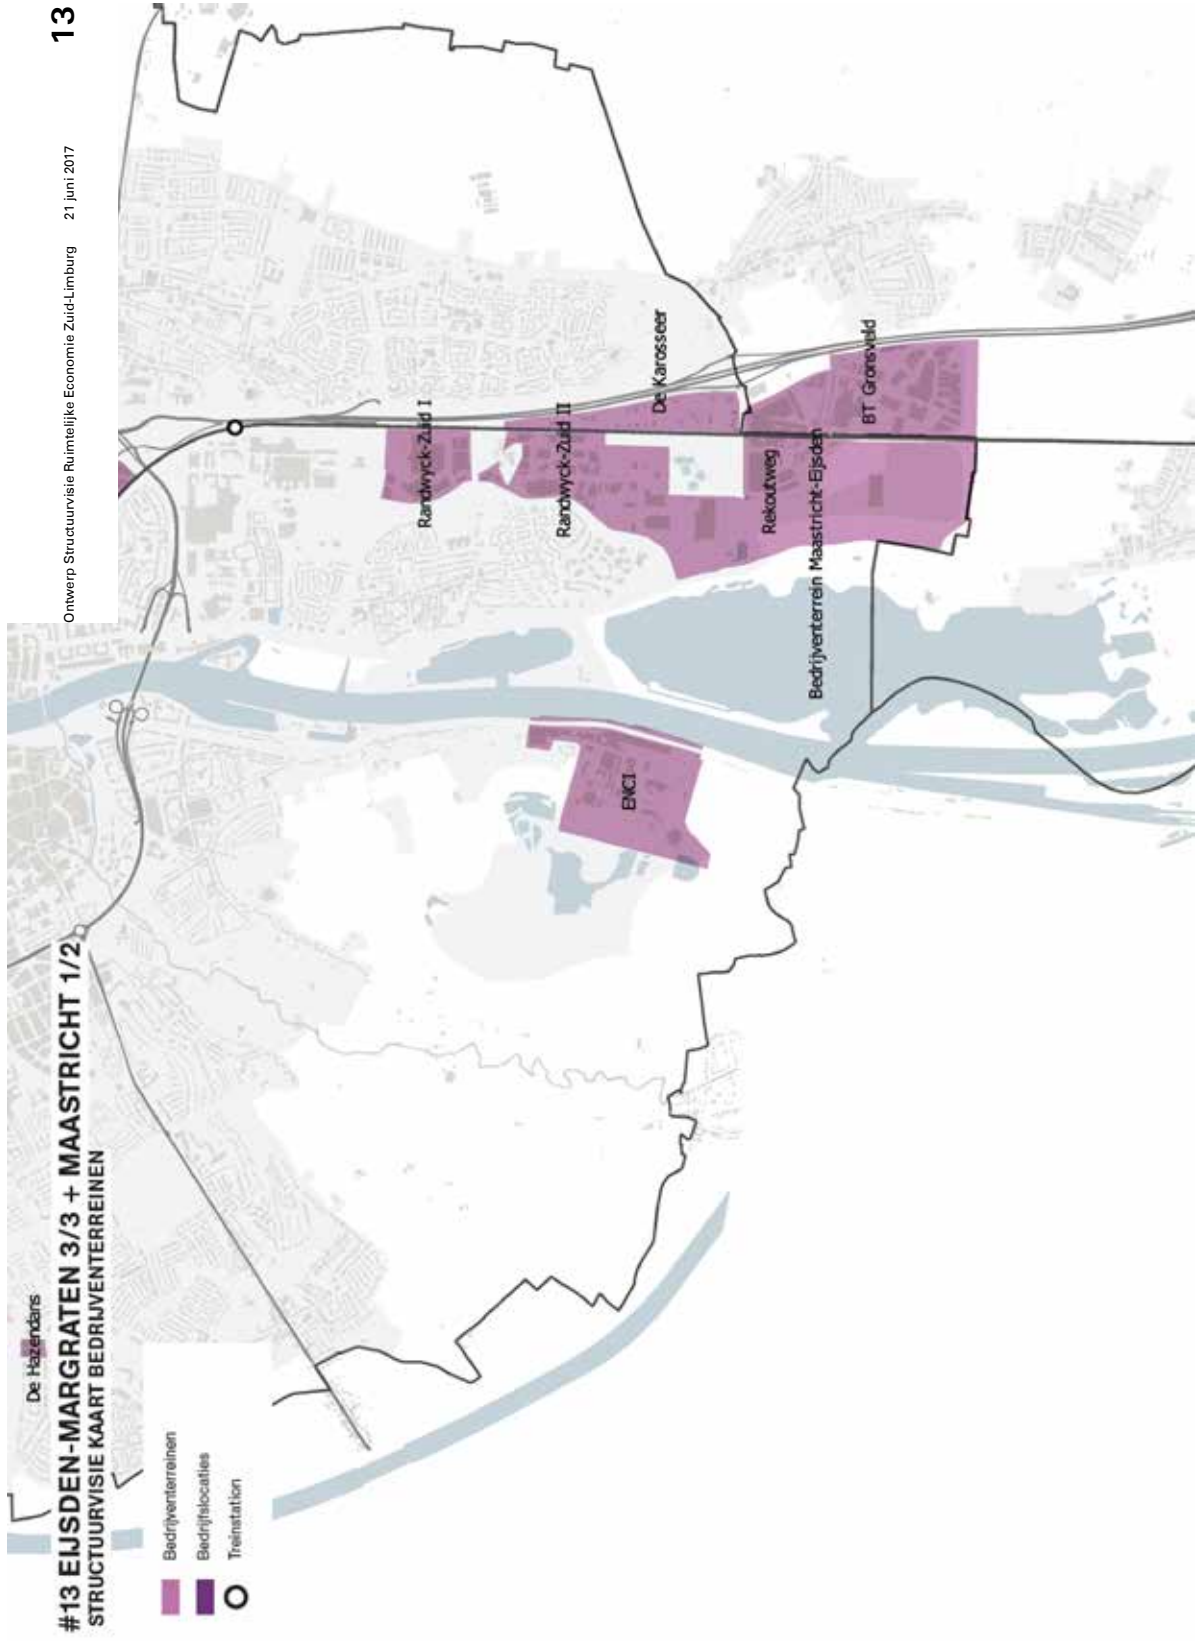 Ontwerp Structuurvisie Ruimtelijke Economie Zuid-Limburg 21 juni 2017 13
De Hazendans
#13 EIJSDEN-MARGRATEN 3/3 + MAASTRICHT 1/2
STRUCTUURVISIE KAART BEDRIJVENTERREINEN
Bedrijventerreinen
Bedrijfslocaties
Treinstation
Randwyck-Zuid I
Randwyck-Zuid II
ENCI
De Karosseer
Rekoutweg
Bedrijventerrein Maastricht-Eijsden
BT Gronsveld